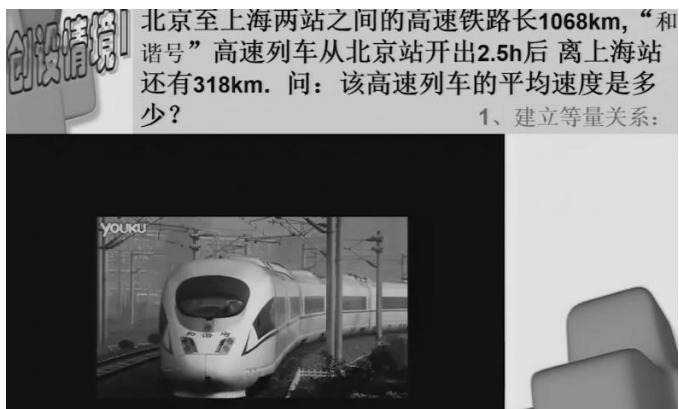 创设情境
北京至上海两站之间的高速铁路长1068km,“和
谐号”高速列车从北京站开出2.5h后 离上海站
还有318km. 问：该高速列车的平均速度是多
少？
1、建立等量关系：
YOUKU
和谐号